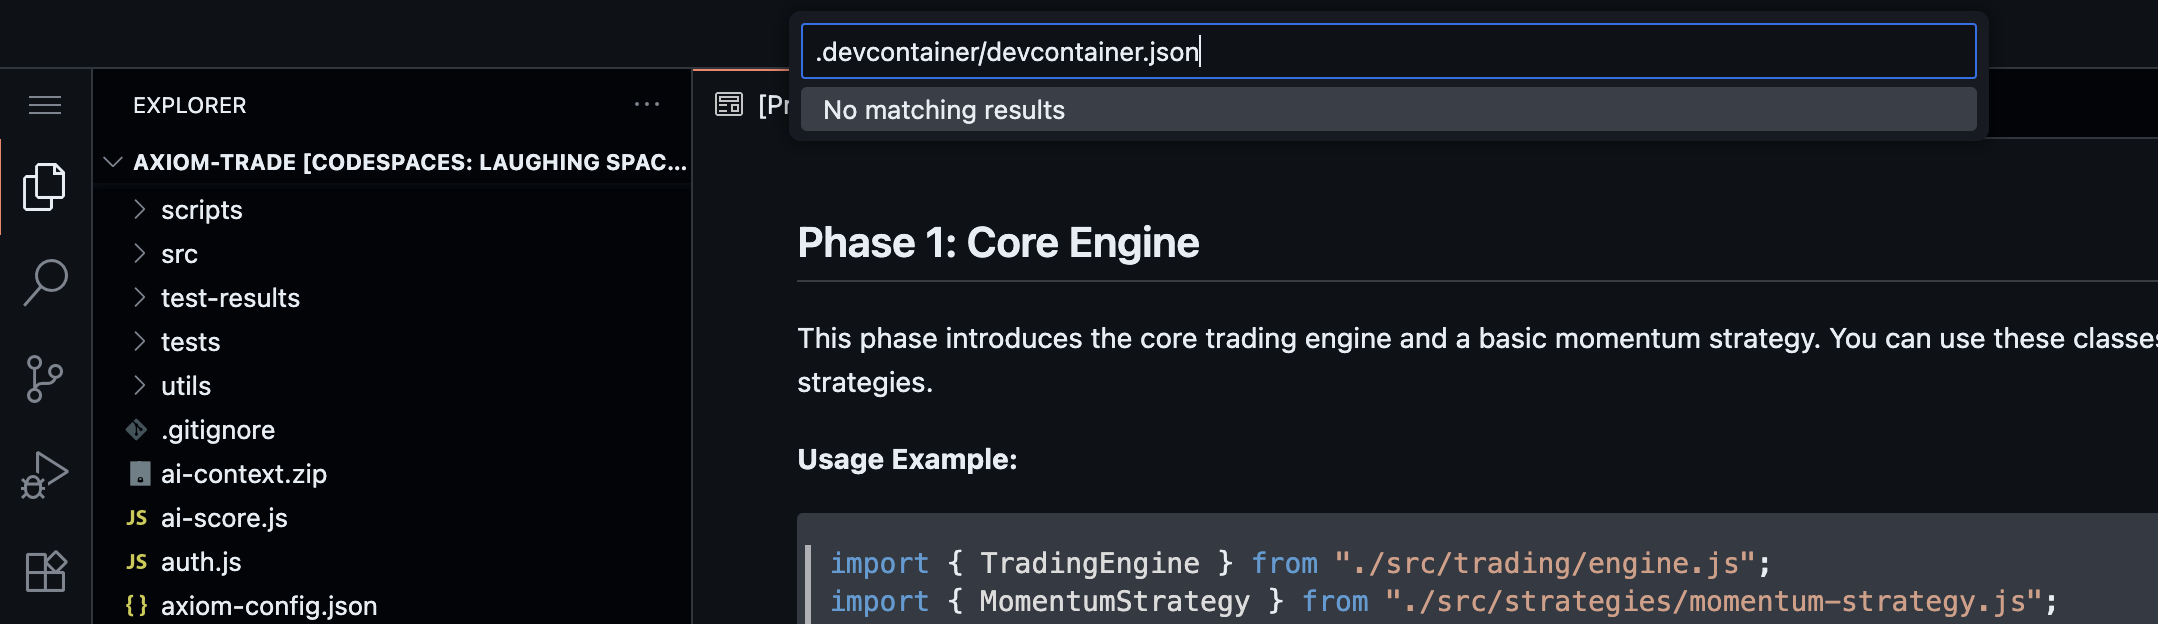 .devcontainer/devcontainer.json
No matching results
EXPLORER
···
[Pr
AXIOM-TRADE [CODESPACES: LAUGHING SPAC...
scripts
src
test-results
tests
utils
.gitignore
ai-context.zip
JS ai-score.js
JS auth.js
{} axiom-config.json
Phase 1: Core Engine
This phase introduces the core trading engine and a basic momentum strategy. You can use these classes
strategies.
Usage Example:
import { TradingEngine } from "./src/trading/engine.js";
import { MomentumStrategy } from "./src/strategies/momentum-strategy.js";